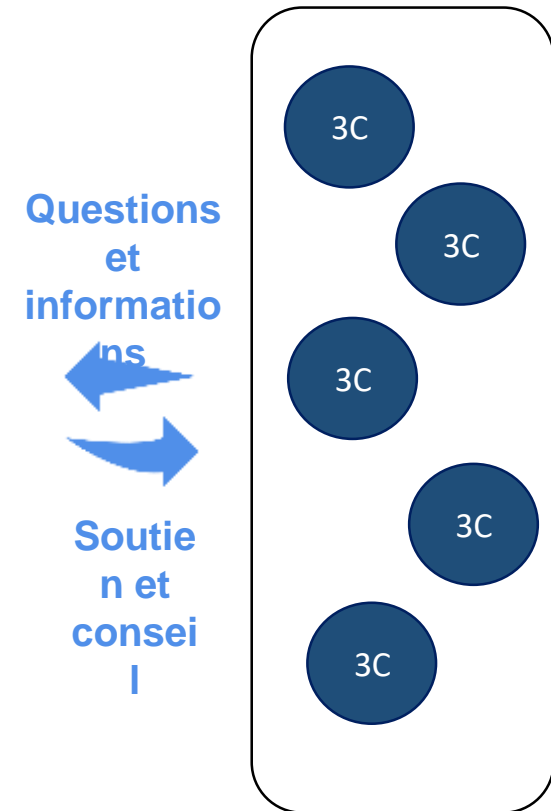 Questions
et
informatio
ns
Soutie
n et
consei
l
3C
3C
3C
3C
3C